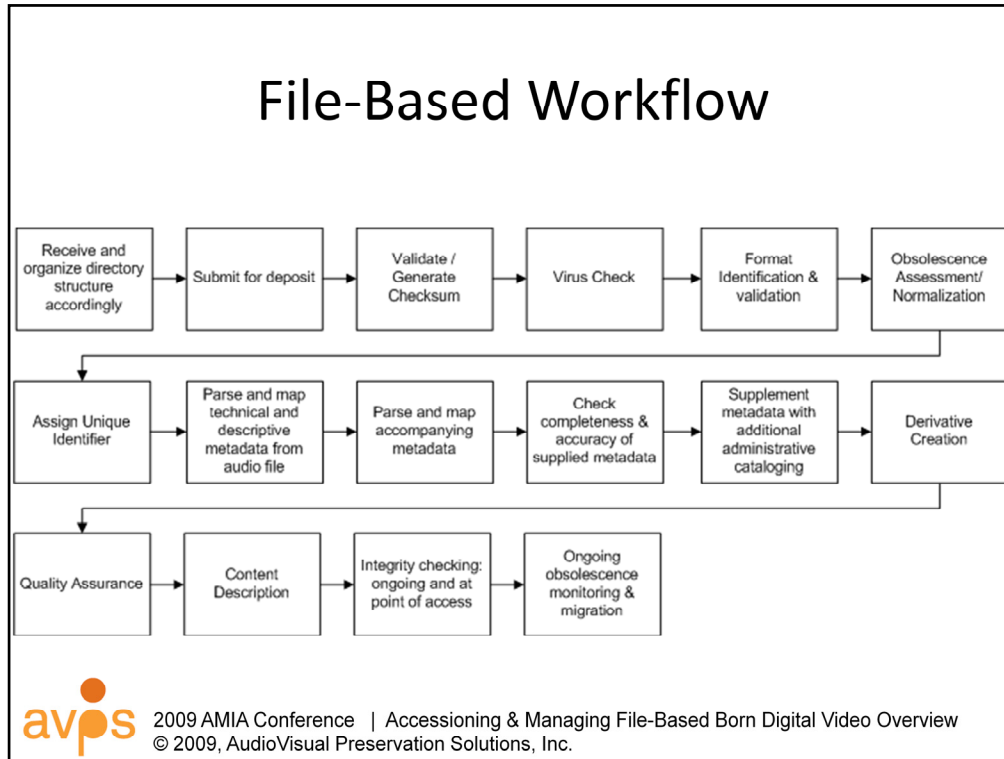 File-Based Workflow
Receive and
organize directory
structure
accordingly
Submit for deposit
Validate /
Generate
Checksum
Virus Check
Format
Identification &
validation
Obsolescence
Assessment/
Normalization
Assign Unique
Identifier
Parse and map
technical and
descriptive
metadata from
audio file
Parse and map
accompanying
metadata
Check
completeness &
accuracy of
supplied metadata
Supplement
metadata with
additional
administrative
cataloging
Derivative
Creation
Quality Assurance
Content
Description
Integrity checking:
ongoing and at
point of access
Ongoing
obsolescence
monitoring &
migration
avps
2009 AMIA Conference | Accessioning & Managing File-Based Born Digital Video Overview
© 2009, AudioVisual Preservation Solutions, Inc.